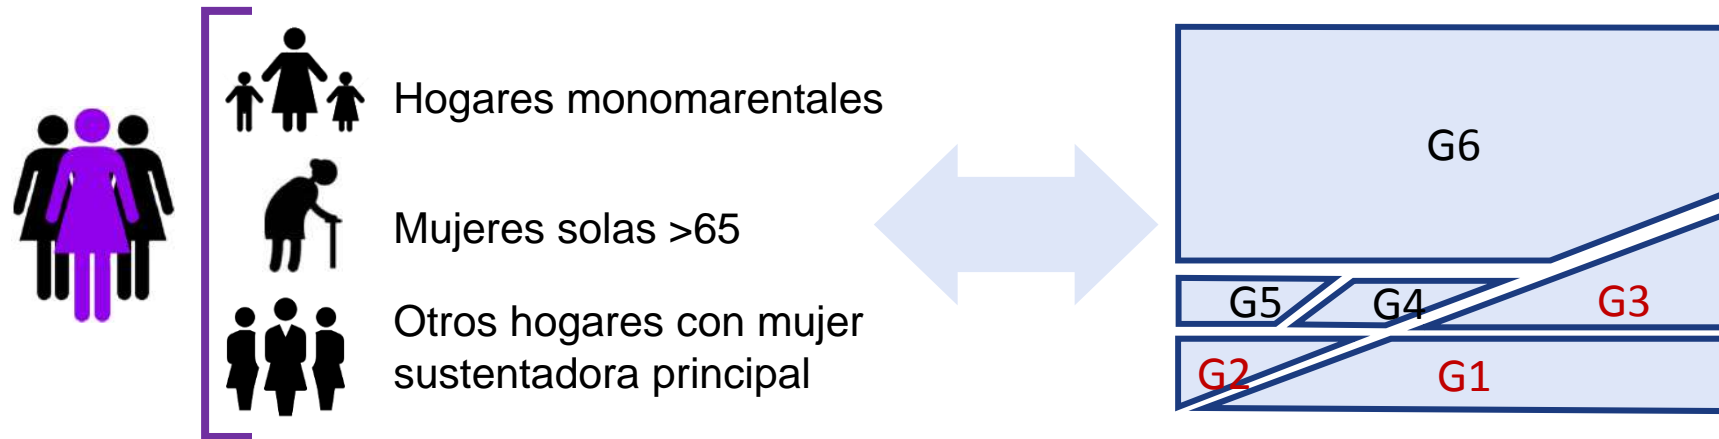 Hogares monomarentales
Mujeres solas >65
Otros hogares con mujer
sustentadora principal
G6
G5
G4
G3
G2
G1